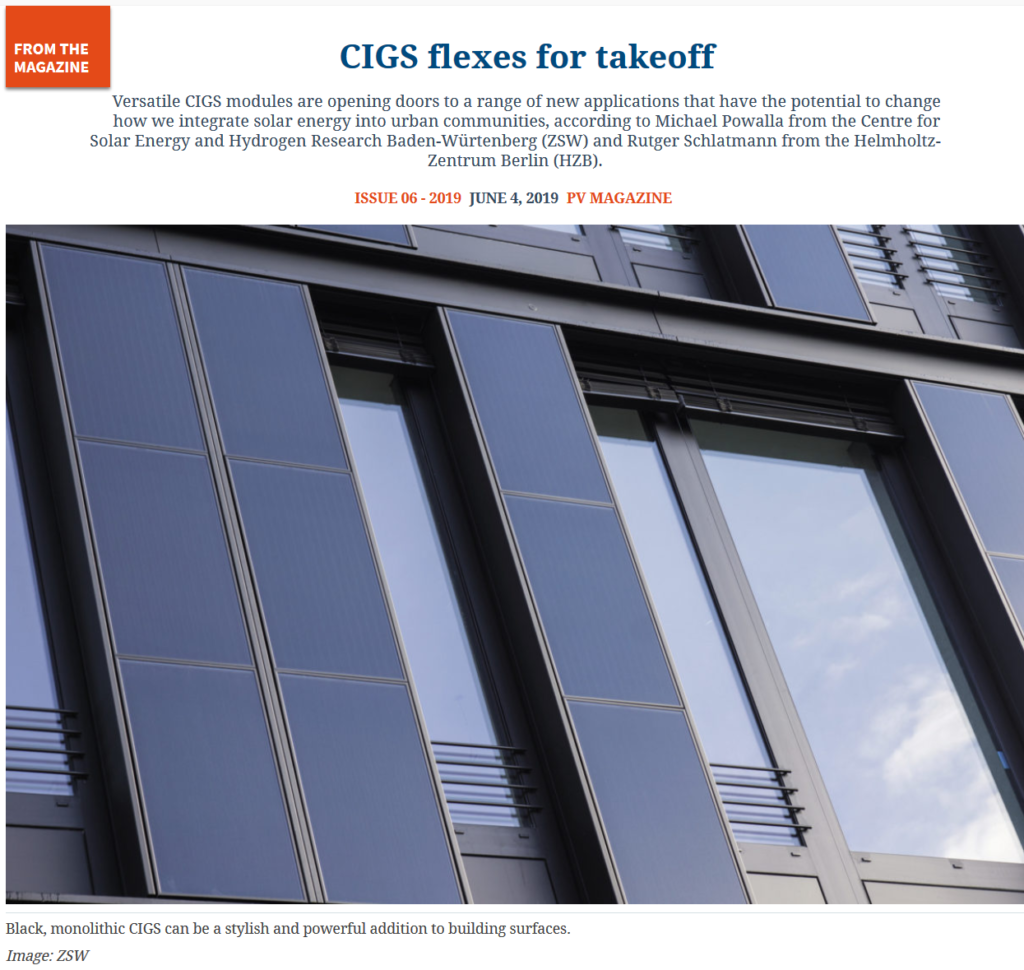 FROM THE
MAGAZINE
CIGS flexes for takeoff
Versatile CIGS modules are opening doors to a range of new applications that have the potential to change
how we integrate solar energy into urban communities, according to Michael Powalla from the Centre for
Solar Energy and Hydrogen Research Baden-Würtenberg (ZSW) and Rutger Schlatmann from the Helmholtz-
Zentrum Berlin (HZB).
ISSUE 06 - 2019 JUNE 4, 2019 PV MAGAZINE
Black, monolithic CIGS can be a stylish and powerful addition to building surfaces.
Image: ZSW